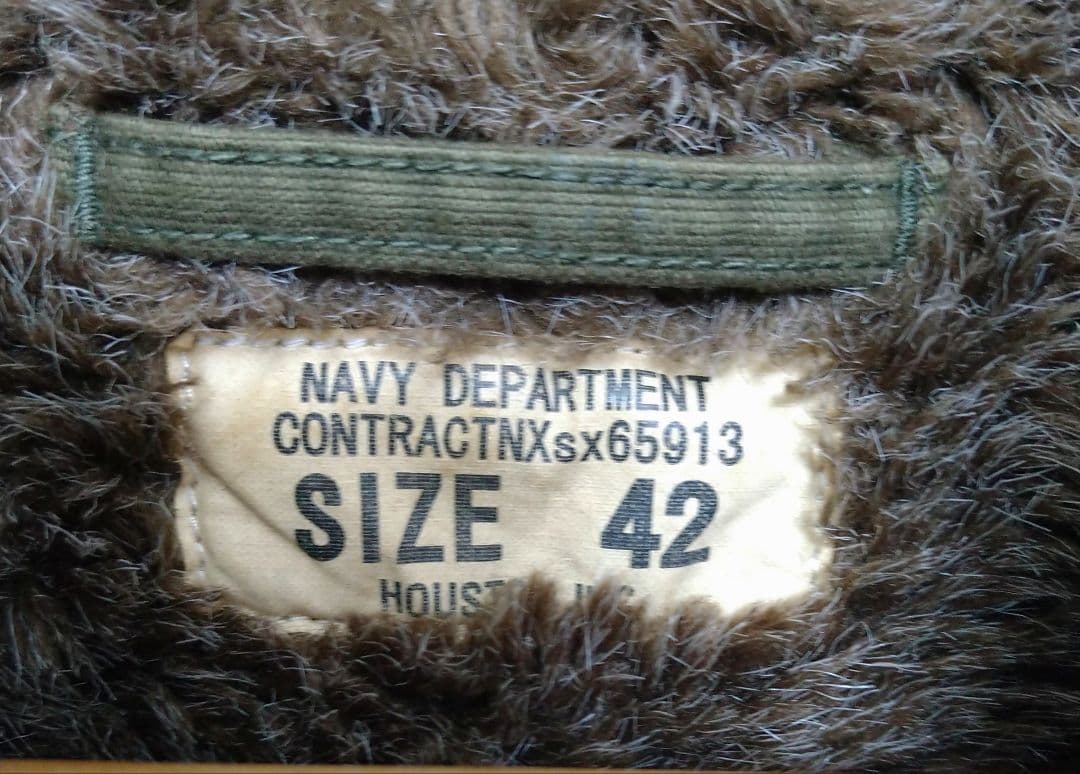 NAVY DEPARTMENT
CONTRACTNXsx65913
SIZE 42